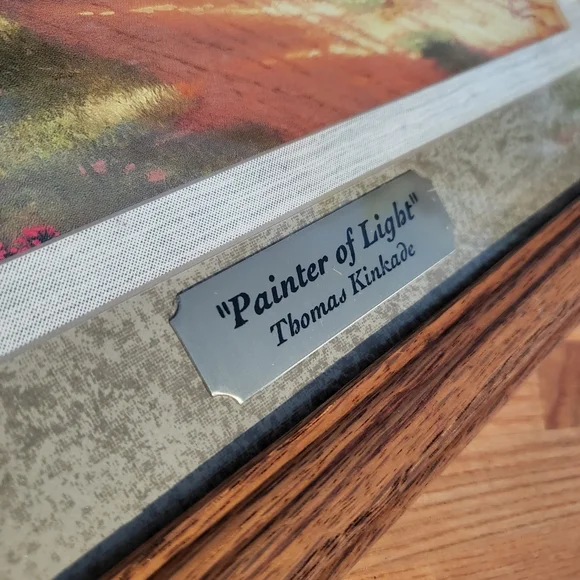 "Painter of Light"
Thomas Kinkade